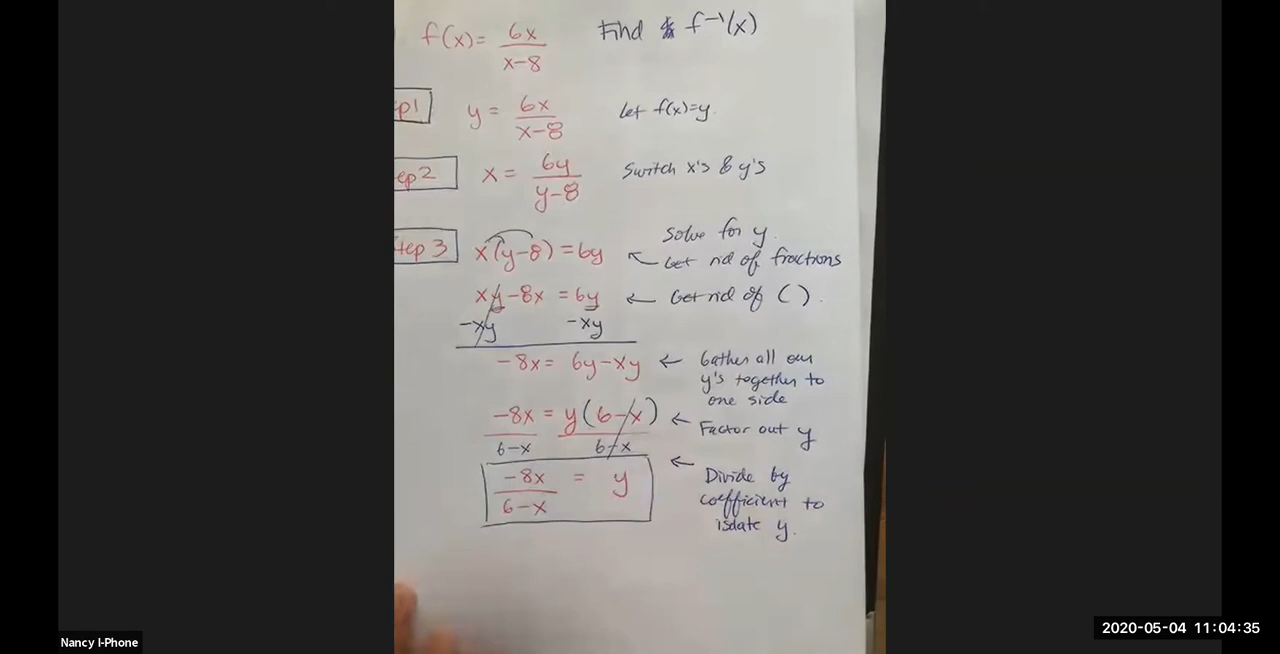 f(x) = 6x / x-8 Find f⁻¹(x)
ep1 y = 6x / x-8 Let f(x)=y.
ep2 x = 6y / y-8 Switch x's & y's
tep 3 x(y-8) = 6y Solve for y.
← Get rid of fractions
xy-8x = 6y ← Get rid of ( ).
-xy -xy
-8x = 6y-xy ← Gather all our
y's together to
one side
-8x = y(6-x) ← Factor out y
6-x 6-x
-8x / 6-x = y ← Divide by
coefficient to
isolate y.
Nancy I-Phone
2020-05-04 11:04:35